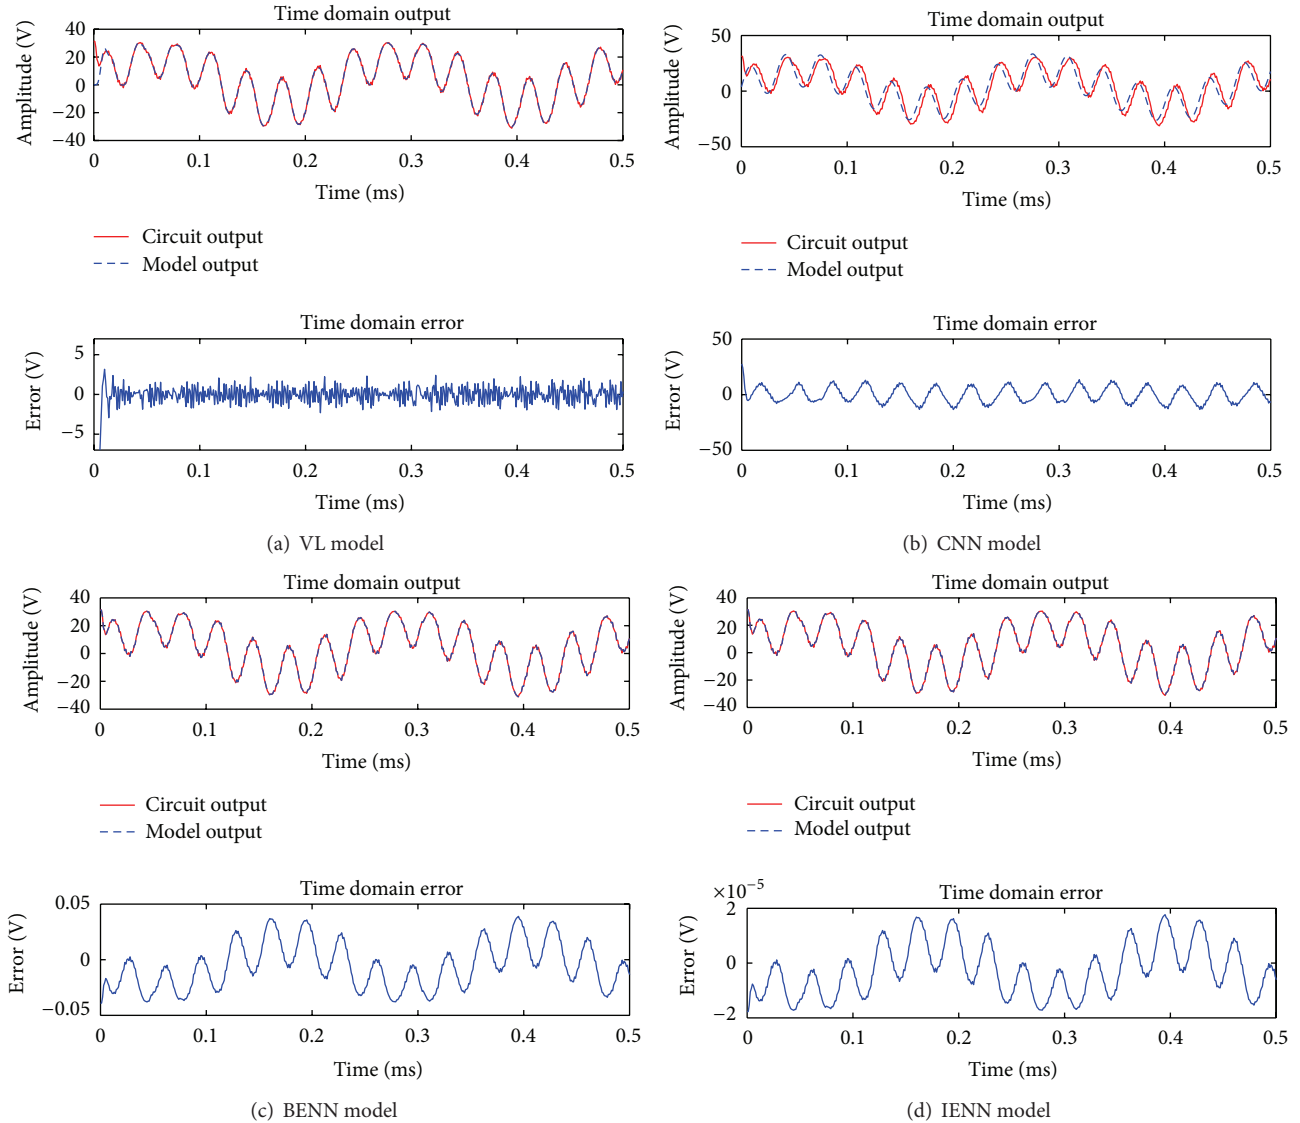 Time domain output
Amplitude (V)
40
20
0
−20
−40
0 0.1 0.2 0.3 0.4 0.5
Time (ms)
Circuit output
Model output
Time domain error
Error (V)
5
0
−5
0 0.1 0.2 0.3 0.4 0.5
Time (ms)
(a) VL model
Time domain output
Amplitude (V)
50
0
−50
0 0.1 0.2 0.3 0.4 0.5
Time (ms)
Circuit output
Model output
Time domain error
Error (V)
50
0
−50
0 0.1 0.2 0.3 0.4 0.5
Time (ms)
(b) CNN model
Time domain output
Amplitude (V)
40
20
0
−20
−40
0 0.1 0.2 0.3 0.4 0.5
Time (ms)
Circuit output
Model output
Time domain error
Error (V)
0.05
0
−0.05
0 0.1 0.2 0.3 0.4 0.5
Time (ms)
(c) BENN model
Time domain output
Amplitude (V)
40
20
0
−20
−40
0 0.1 0.2 0.3 0.4 0.5
Time (ms)
Circuit output
Model output
×10⁻⁵
Time domain error
Error (V)
2
0
−2
0 0.1 0.2 0.3 0.4 0.5
Time (ms)
(d) IENN model